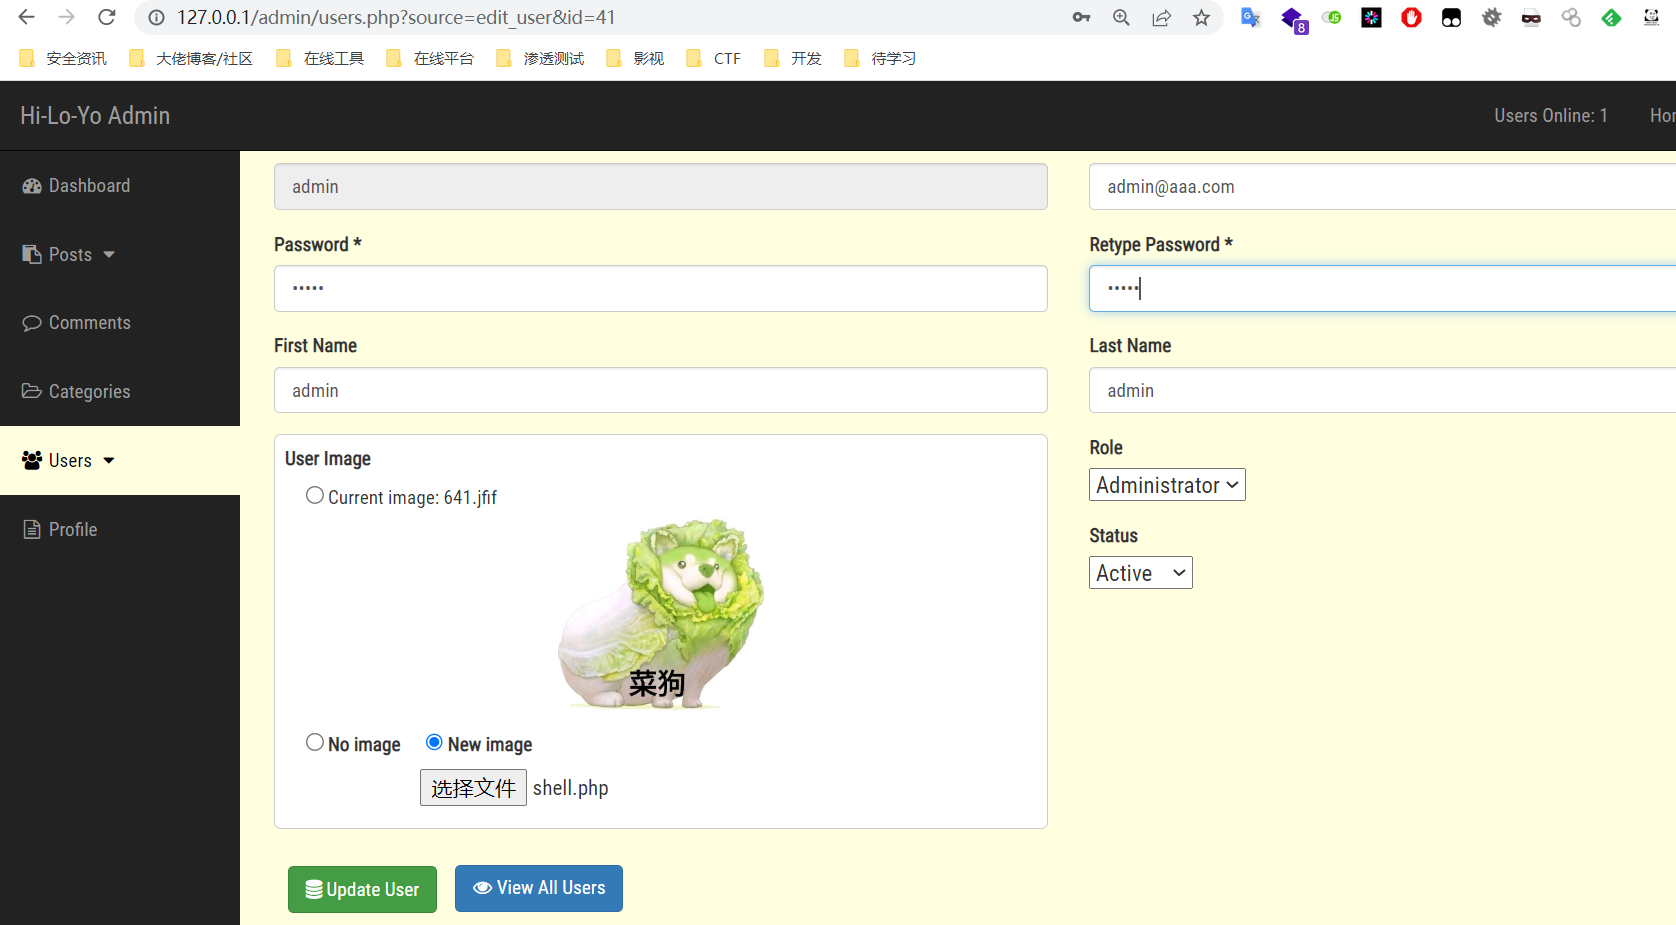 127.0.0.1/admin/users.php?source=edit_user&id=41
8
安全资讯 大佬博客/社区 在线工具 在线平台 渗透测试 影视 CTF 开发 待学习
Hi-Lo-Yo Admin
Users Online: 1
Dashboard
Posts
Comments
Categories
Users
Profile
admin
admin@aaa.com
Password *
Retype Password *
•••••
•••••
First Name
Last Name
admin
admin
User Image
Current image: 641.jfif
菜狗
No image
New image
选择文件 shell.php
Role
Administrator
Status
Active
Update User
View All Users